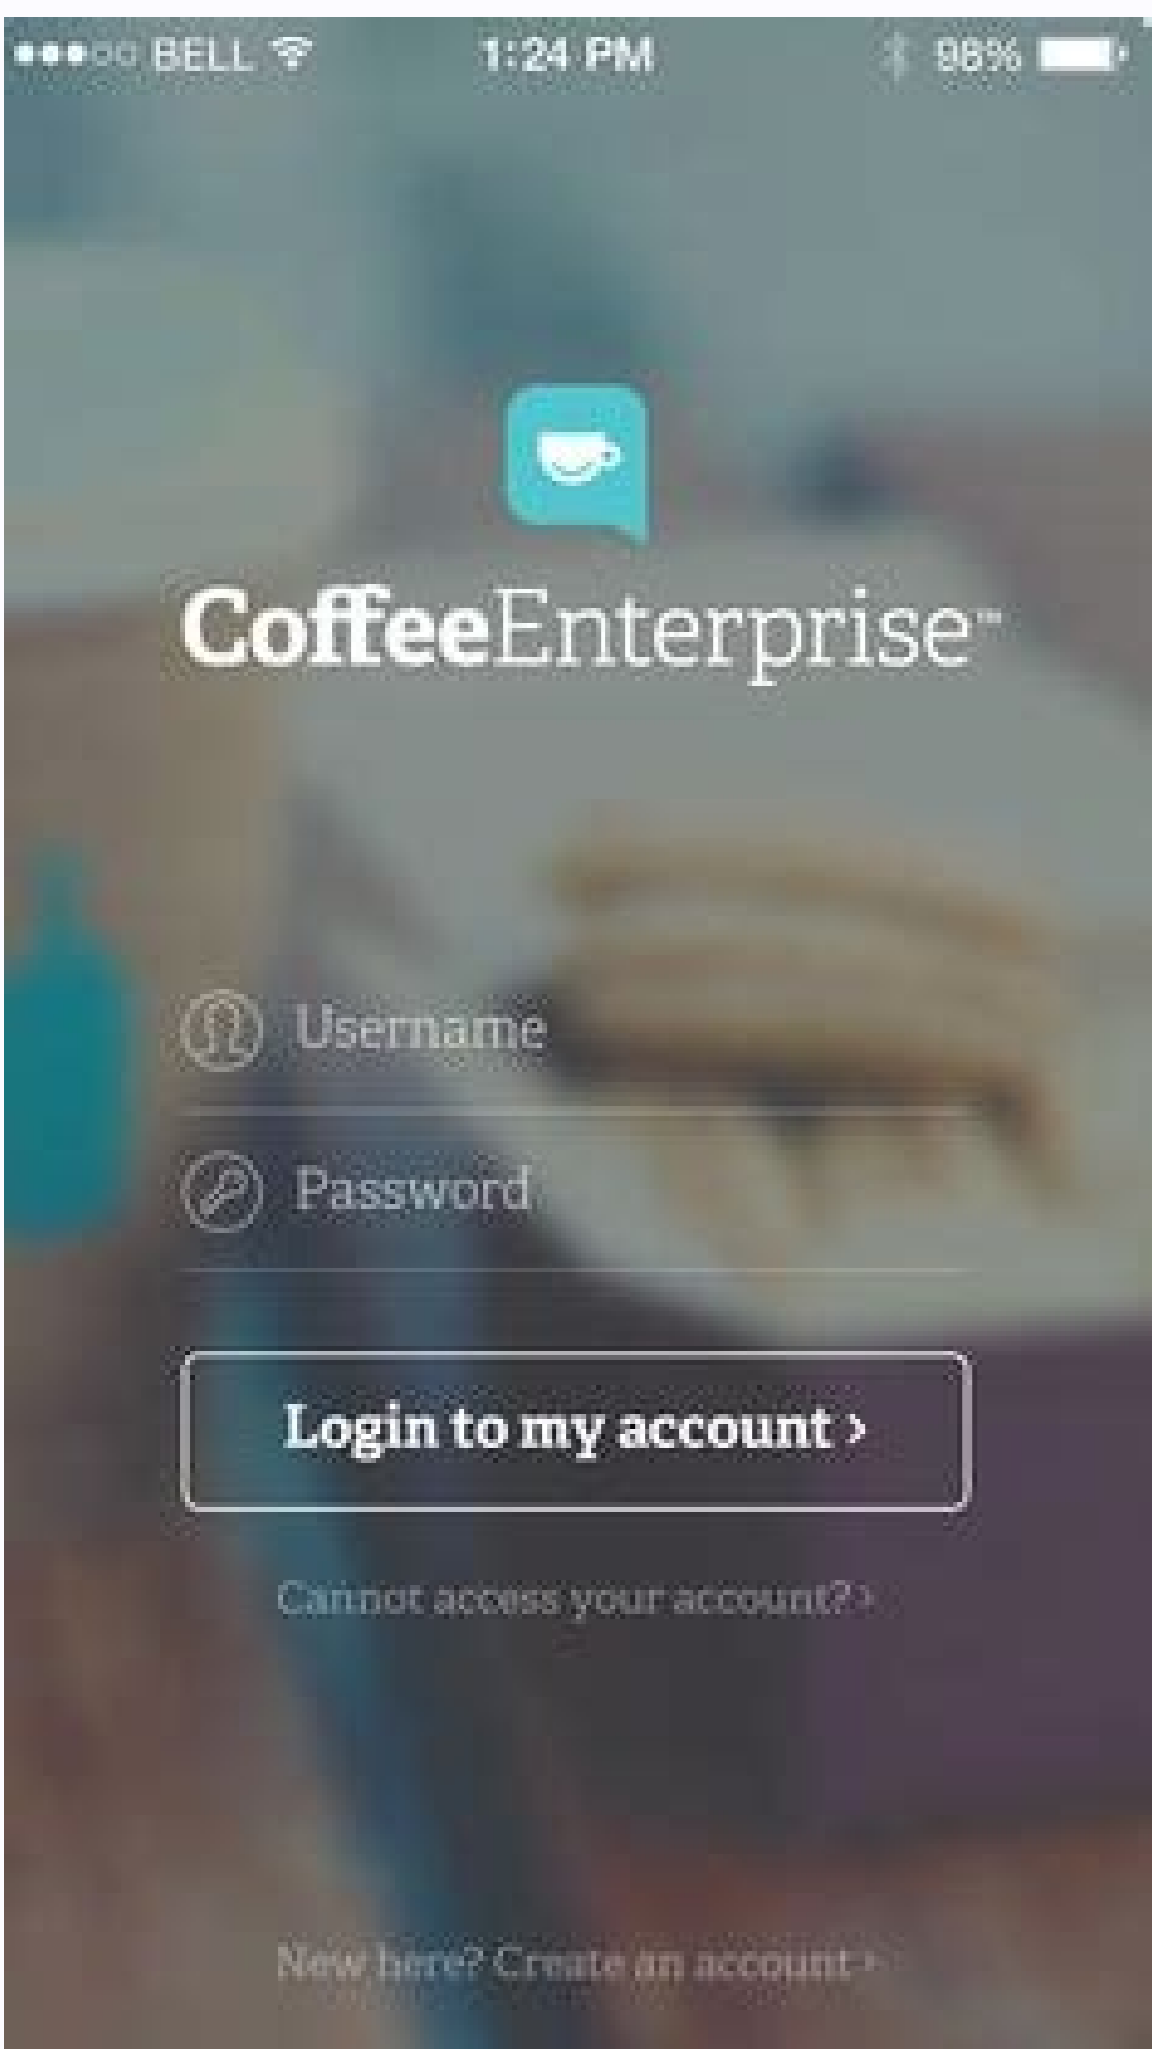 BELL 1:24 PM 98%
CoffeeEnterprise™
Username
Password
Login to my account ›
Cannot access your account? ›
New here? Create an account ›